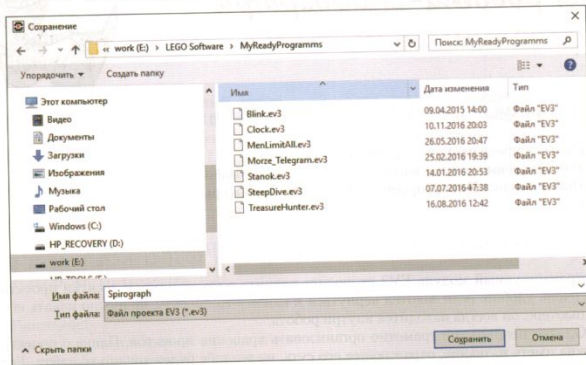 Сохранение
« work (E:) › LEGO Software › MyReadyProgramms
Поиск: MyReadyProgramms
Упорядочить
Создать папку
Имя
Дата изменения
Тип
Этот компьютер
Видео
Документы
Загрузки
Изображения
Музыка
Рабочий стол
Windows (C:)
HP_RECOVERY (D:)
work (E:)
Blink.ev3 09.04.2015 14:00 Файл "EV3"
Clock.ev3 10.11.2016 20:03 Файл "EV3"
MenLimitAll.ev3 26.05.2016 20:47 Файл "EV3"
Morze_Telegram.ev3 25.02.2016 19:39 Файл "EV3"
Stanok.ev3 14.01.2016 20:53 Файл "EV3"
SteepDive.ev3 07.07.2016 17:38 Файл "EV3"
TreasureHunter.ev3 16.08.2016 12:42 Файл "EV3"
Имя файла: Spirograph
Тип файла: Файл проекта EV3 (*.ev3)
Скрыть папки
Сохранить
Отмена